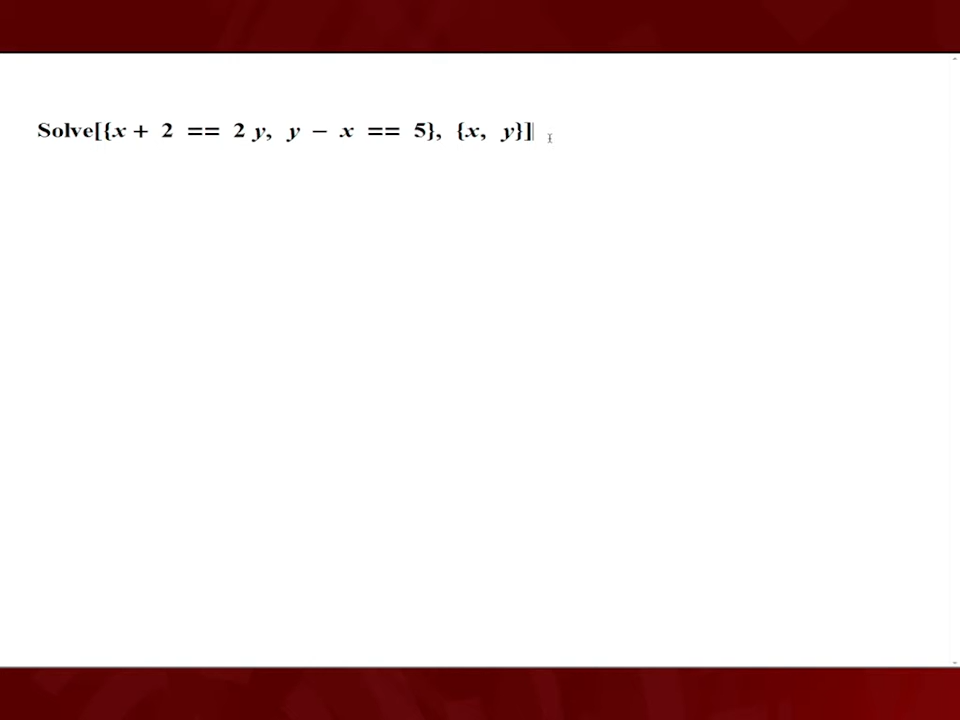 Solve[{x + 2 == 2 y, y − x == 5}, {x, y}]